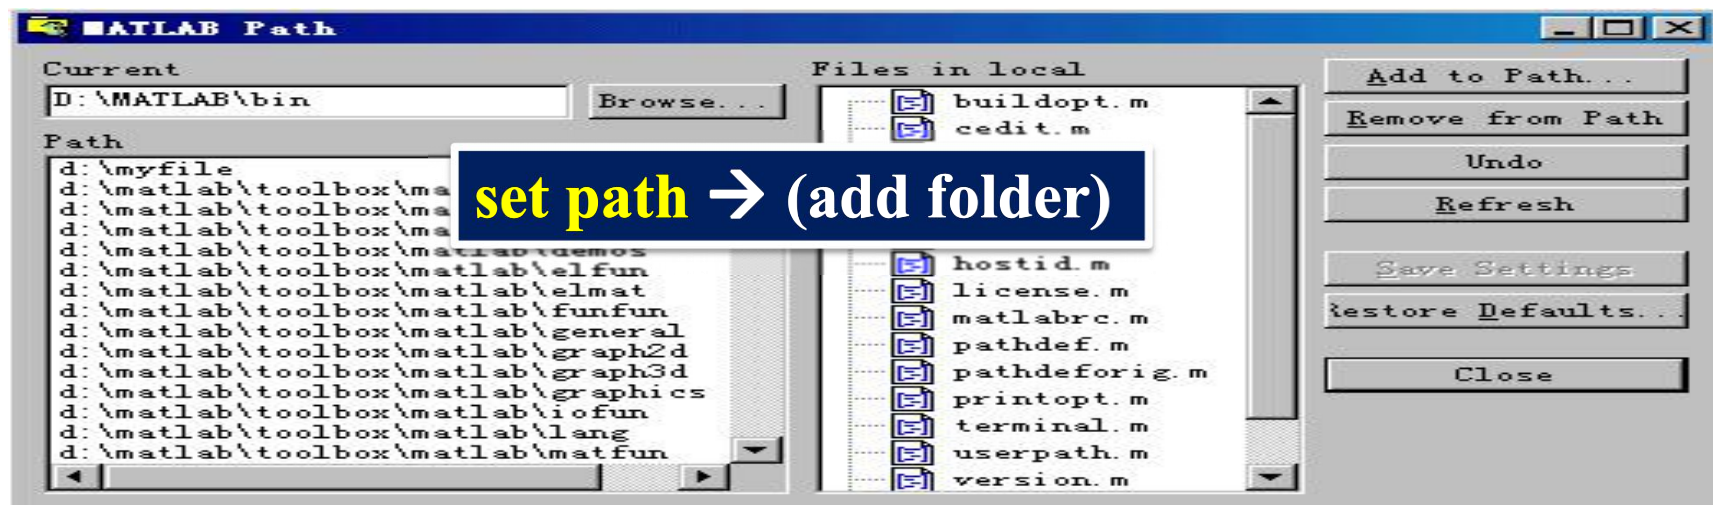 MATLAB Path
Current
D:\MATLAB\bin
Browse...
Path
d:\myfile
d:\matlab\toolbox\ma
d:\matlab\toolbox\ma
d:\matlab\toolbox\ma
d:\matlab\toolbox\matlab\demos
d:\matlab\toolbox\matlab\elfun
d:\matlab\toolbox\matlab\elmat
d:\matlab\toolbox\matlab\funfun
d:\matlab\toolbox\matlab\general
d:\matlab\toolbox\matlab\graph2d
d:\matlab\toolbox\matlab\graph3d
d:\matlab\toolbox\matlab\graphics
d:\matlab\toolbox\matlab\iofun
d:\matlab\toolbox\matlab\lang
d:\matlab\toolbox\matlab\matfun
set path → (add folder)
Files in local
buildopt.m
cedit.m
hostid.m
license.m
matlabrc.m
pathdef.m
pathdeforig.m
printopt.m
terminal.m
userpath.m
version.m
Add to Path...
Remove from Path
Undo
Refresh
Save Settings
Restore Defaults...
Close